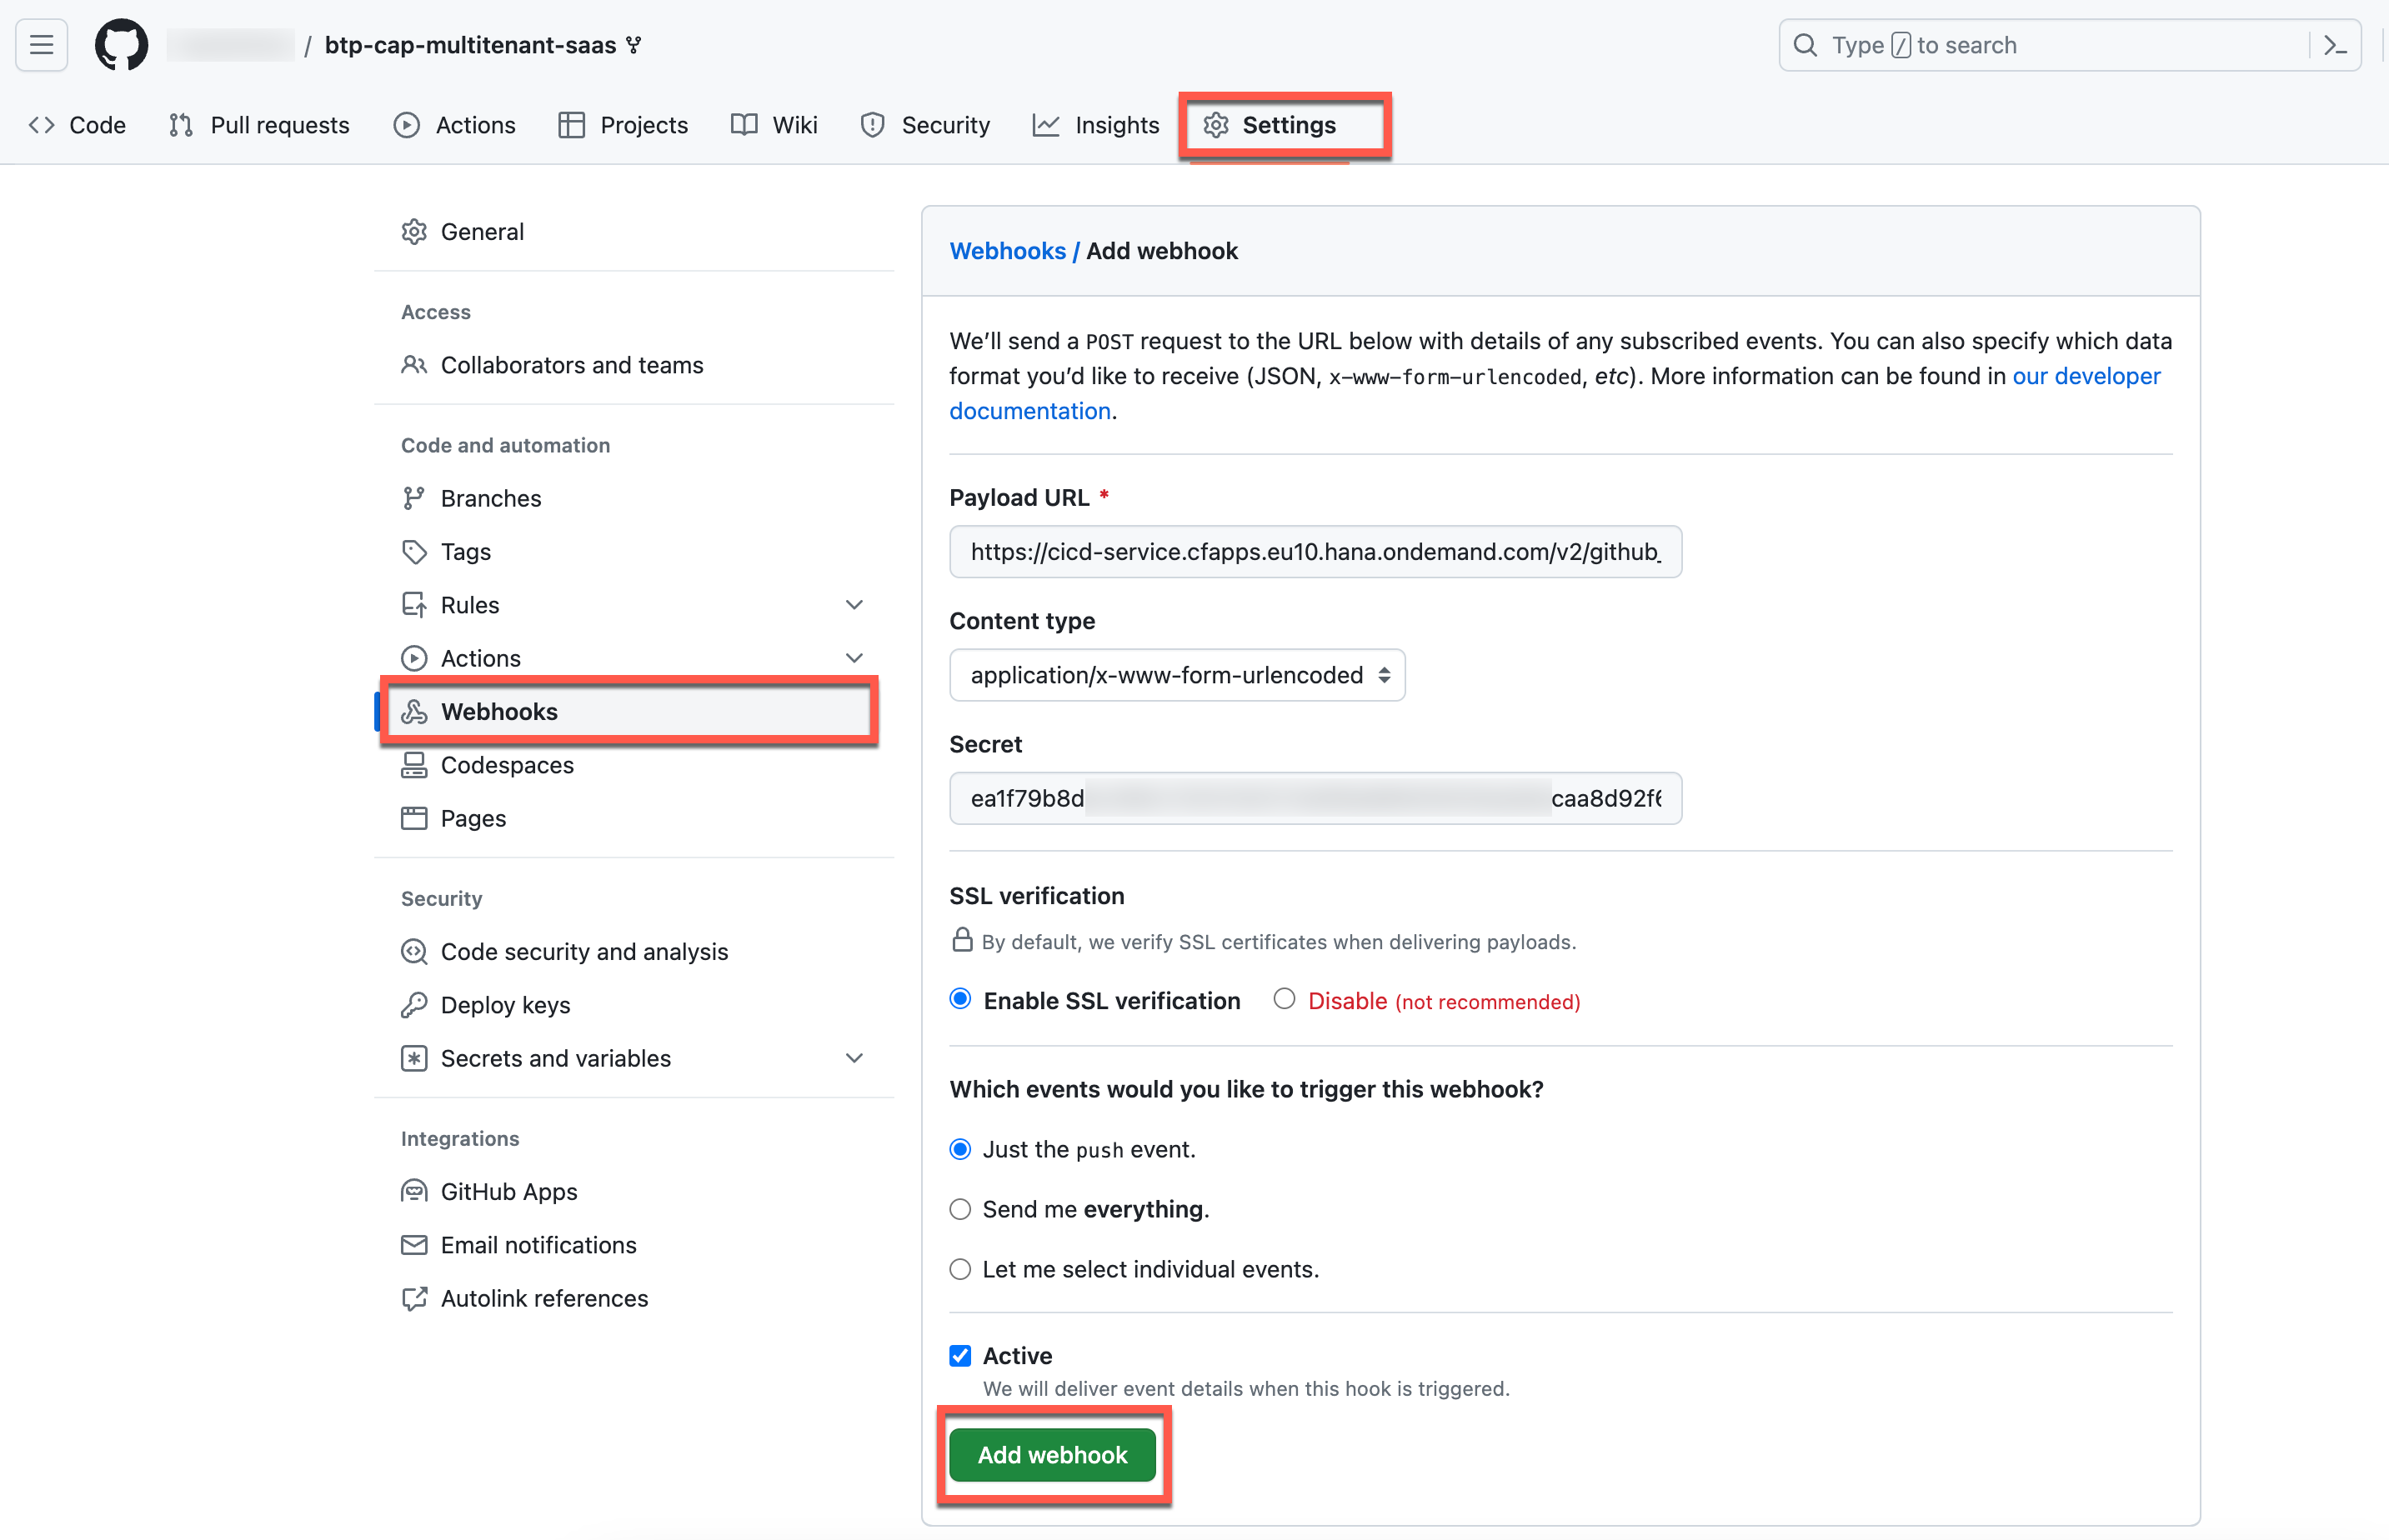 / btp-cap-multitenant-saas
Type / to search
Code Pull requests Actions Projects Wiki Security Insights Settings
General
Access
Collaborators and teams
Code and automation
Branches
Tags
Rules
Actions
Webhooks
Codespaces
Pages
Security
Code security and analysis
Deploy keys
Secrets and variables
Integrations
GitHub Apps
Email notifications
Autolink references
Webhooks / Add webhook
We’ll send a POST request to the URL below with details of any subscribed events. You can also specify which data
format you’d like to receive (JSON, x-www-form-urlencoded, etc). More information can be found in our developer
documentation.
Payload URL *
https://cicd-service.cfapps.eu10.hana.ondemand.com/v2/github_
Content type
application/x-www-form-urlencoded
Secret
ea1f79b8d caa8d92f6
SSL verification
By default, we verify SSL certificates when delivering payloads.
Enable SSL verification Disable (not recommended)
Which events would you like to trigger this webhook?
Just the push event.
Send me everything.
Let me select individual events.
Active
We will deliver event details when this hook is triggered.
Add webhook